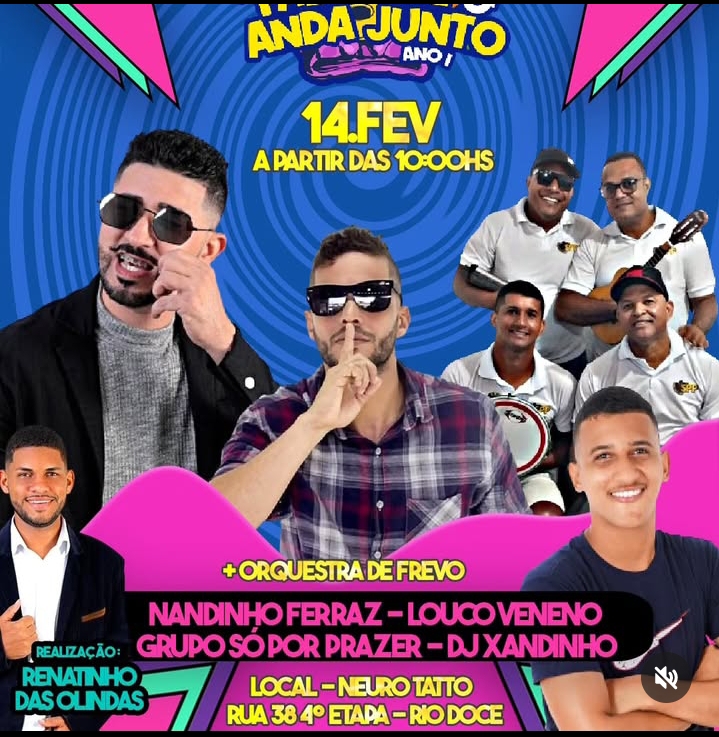 ANDA JUNTO
ANO I
14.FEV
A PARTIR DAS 10:00HS
+ ORQUESTRA DE FREVO
NANDINHO FERRAZ - LOUCO VENENO
GRUPO SÓ POR PRAZER - DJ XANDINHO
REALIZAÇÃO:
RENATINHO
DAS OLINDAS
LOCAL - NEURO TATTO
RUA 38 4º ETAPA - RIO DOCE